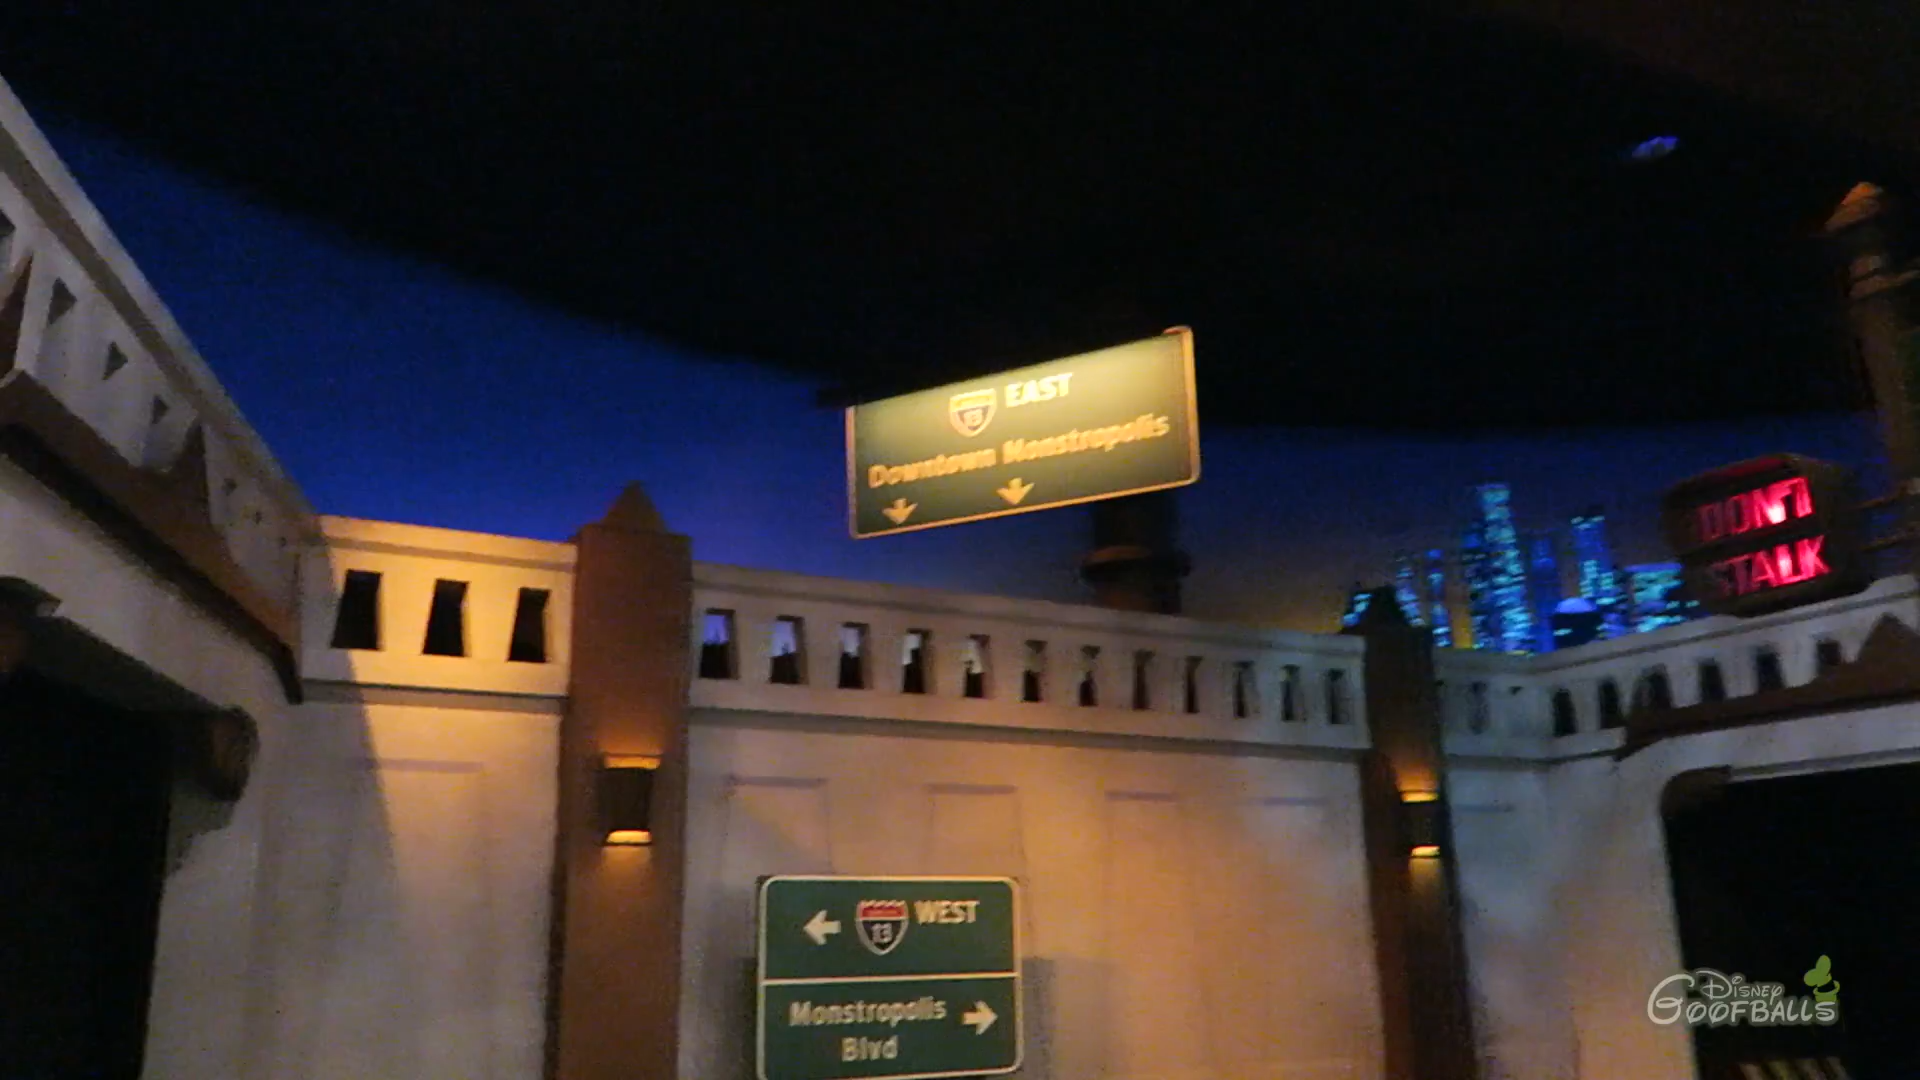 13 EAST
Downtown Monstropolis
DON'T
STALK
13 WEST
Monstropolis
Blvd
DISNEY
GOOFBALLS